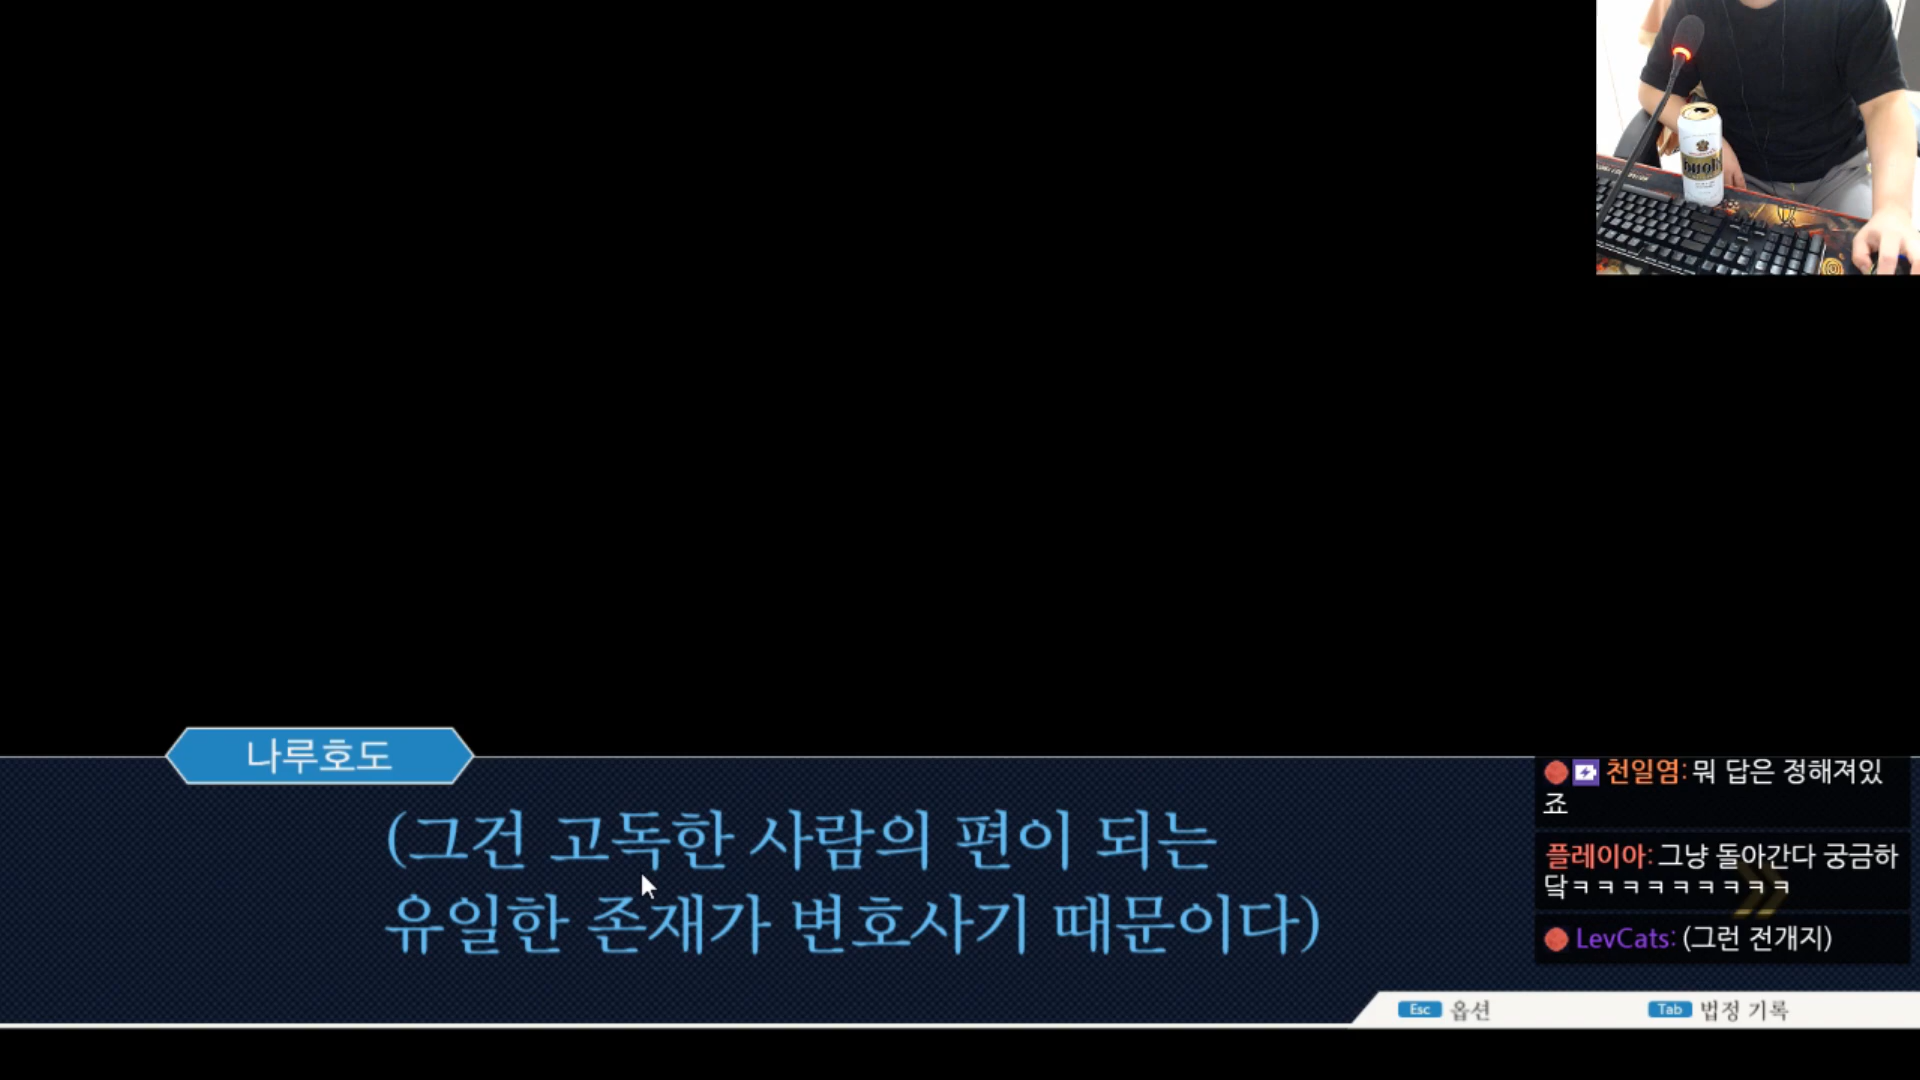 나루호도
(그건 고독한 사람의 편이 되는
유일한 존재가 변호사기 때문이다)
천일염: 뭐 답은 정해져있
죠
플레이아: 그냥 돌아간다 궁금하
닼ㅋㅋㅋㅋㅋㅋㅋㅋㅋ
LevCats: (그런 전개지)
Esc 옵션
Tab 법정 기록